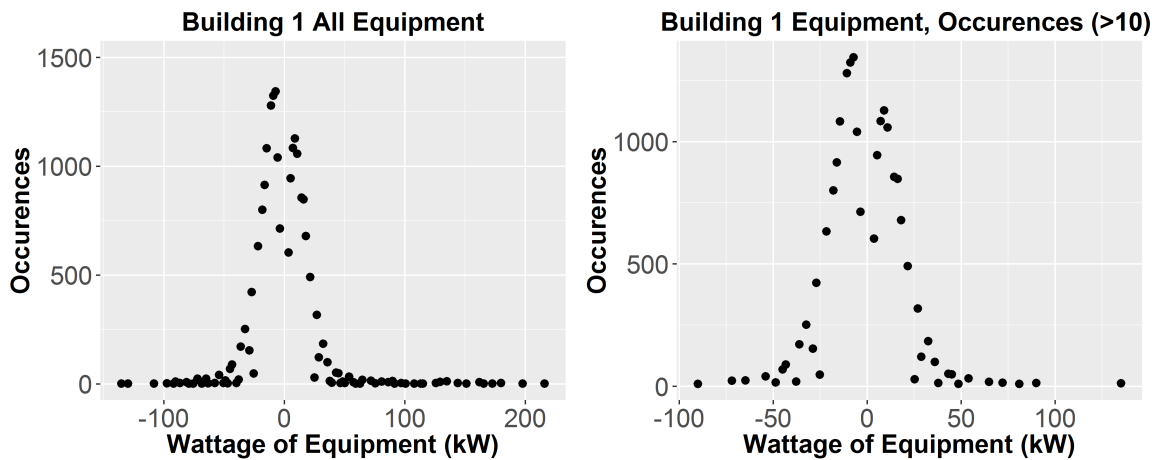 Building 1 All Equipment
1500
1000
500
0
Occurences
-100 0 100 200
Wattage of Equipment (kW)
Building 1 Equipment, Occurences (>10)
1000
500
0
Occurences
-100 -50 0 50 100
Wattage of Equipment (kW)